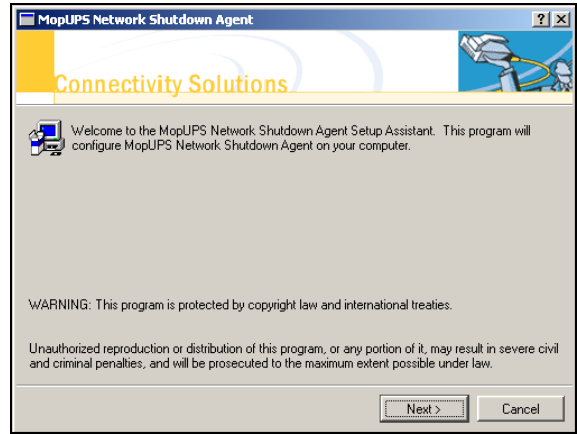 MopUPS Network Shutdown Agent
Connectivity Solutions
Welcome to the MopUPS Network Shutdown Agent Setup Assistant. This program will
configure MopUPS Network Shutdown Agent on your computer.
WARNING: This program is protected by copyright law and international treaties.
Unauthorized reproduction or distribution of this program, or any portion of it, may result in severe civil
and criminal penalties, and will be prosecuted to the maximum extent possible under law.
Next > Cancel